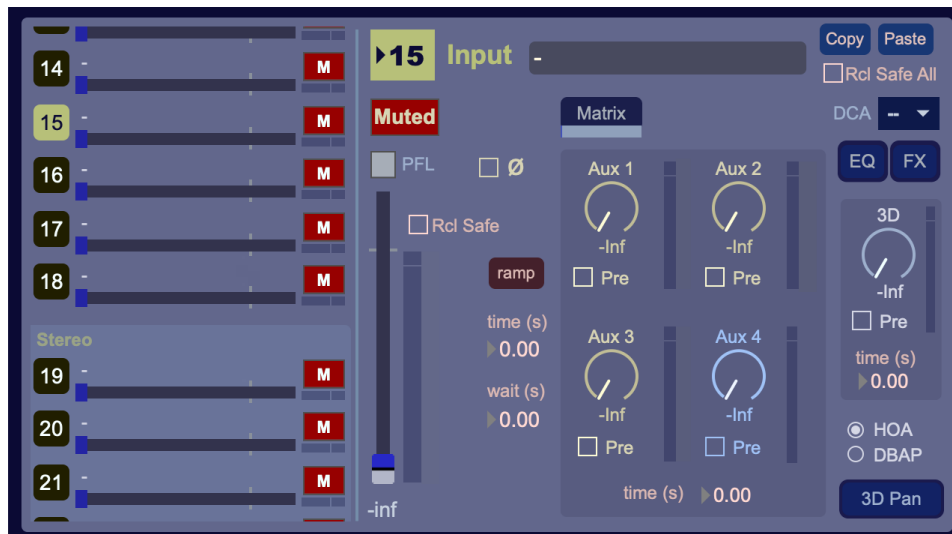 14 - M
15 - M
16 - M
17 - M
18 - M
Stereo
19 - M
20 - M
21 - M
15 Input -
Copy Paste
Rcl Safe All
Muted
Matrix
DCA --
PFL
Ø
EQ FX
Rcl Safe
ramp
time (s)
0.00
wait (s)
0.00
-inf
Aux 1 Aux 2
-Inf -Inf
Pre Pre
Aux 3 Aux 4
-Inf -Inf
Pre Pre
time (s) 0.00
3D
-Inf
Pre
time (s)
0.00
HOA
DBAP
3D Pan